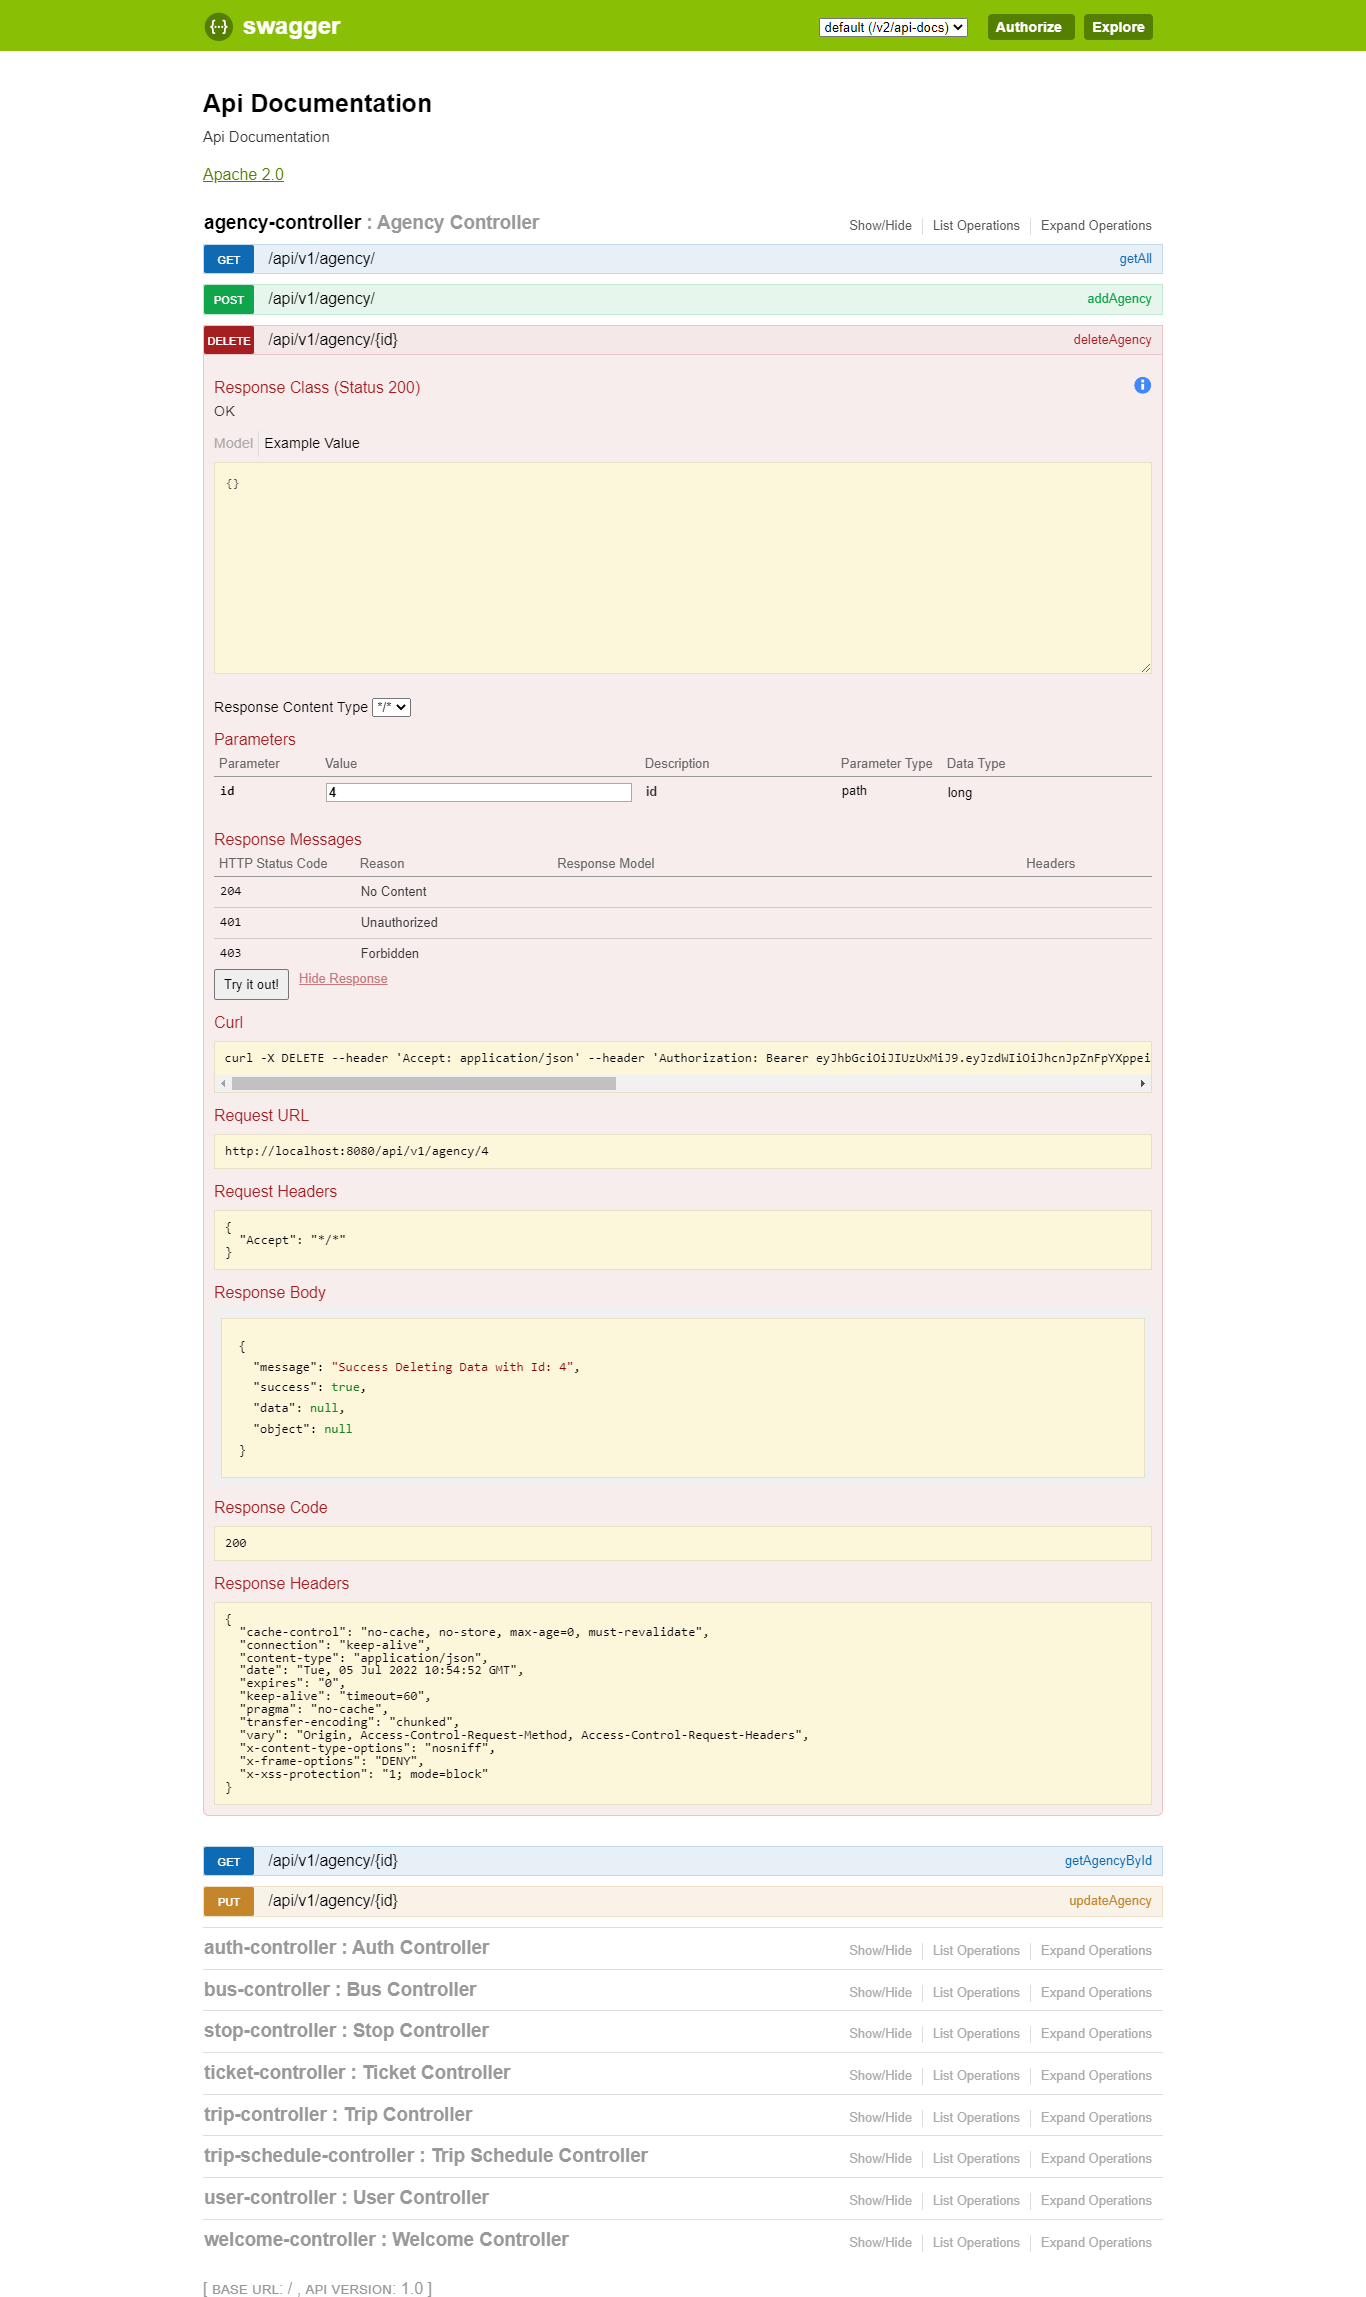 swagger default (/v2/api-docs) Authorize Explore
Api Documentation
Api Documentation
Apache 2.0
agency-controller : Agency Controller Show/Hide List Operations Expand Operations
GET /api/v1/agency/ getAll
POST /api/v1/agency/ addAgency
DELETE /api/v1/agency/{id} deleteAgency
Response Class (Status 200)
OK
Model Example Value
{}
Response Content Type */*
Parameters
Parameter Value Description Parameter Type Data Type
id 4 id path long
Response Messages
HTTP Status Code Reason Response Model Headers
204 No Content
401 Unauthorized
403 Forbidden
Try it out! Hide Response
Curl
curl -X DELETE --header 'Accept: application/json' --header 'Authorization: Bearer eyJhbGciOiJIUzUxMiJ9.eyJzdWIiOiJhcnJpZnFpYXppei
Request URL
http://localhost:8080/api/v1/agency/4
Request Headers
{
"Accept": "*/*"
}
Response Body
{
"message": "Success Deleting Data with Id: 4",
"success": true,
"data": null,
"object": null
}
Response Code
200
Response Headers
{
"cache-control": "no-cache, no-store, max-age=0, must-revalidate",
"connection": "keep-alive",
"content-type": "application/json",
"date": "Tue, 05 Jul 2022 10:54:52 GMT",
"expires": "0",
"keep-alive": "timeout=60",
"pragma": "no-cache",
"transfer-encoding": "chunked",
"vary": "Origin, Access-Control-Request-Method, Access-Control-Request-Headers",
"x-content-type-options": "nosniff",
"x-frame-options": "DENY",
"x-xss-protection": "1; mode=block"
}
GET /api/v1/agency/{id} getAgencyById
PUT /api/v1/agency/{id} updateAgency
auth-controller : Auth Controller Show/Hide List Operations Expand Operations
bus-controller : Bus Controller Show/Hide List Operations Expand Operations
stop-controller : Stop Controller Show/Hide List Operations Expand Operations
ticket-controller : Ticket Controller Show/Hide List Operations Expand Operations
trip-controller : Trip Controller Show/Hide List Operations Expand Operations
trip-schedule-controller : Trip Schedule Controller Show/Hide List Operations Expand Operations
user-controller : User Controller Show/Hide List Operations Expand Operations
welcome-controller : Welcome Controller Show/Hide List Operations Expand Operations
[ BASE URL: / , API VERSION: 1.0 ]